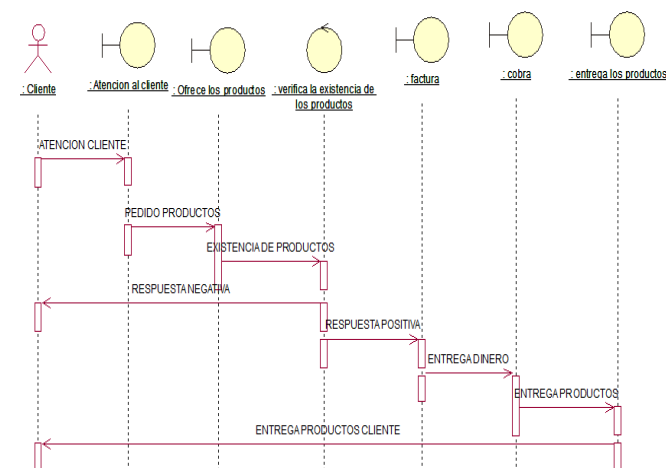 : Cliente
: Atencion al cliente
: Ofrece los productos
: verifica la existencia de
los productos
: factura
: cobra
: entrega los productos
ATENCION CLIENTE
PEDIDO PRODUCTOS
EXISTENCIA DE PRODUCTOS
RESPUESTA NEGATIVA
RESPUESTA POSITIVA
ENTREGA DINERO
ENTREGA PRODUCTOS
ENTREGA PRODUCTOS CLIENTE